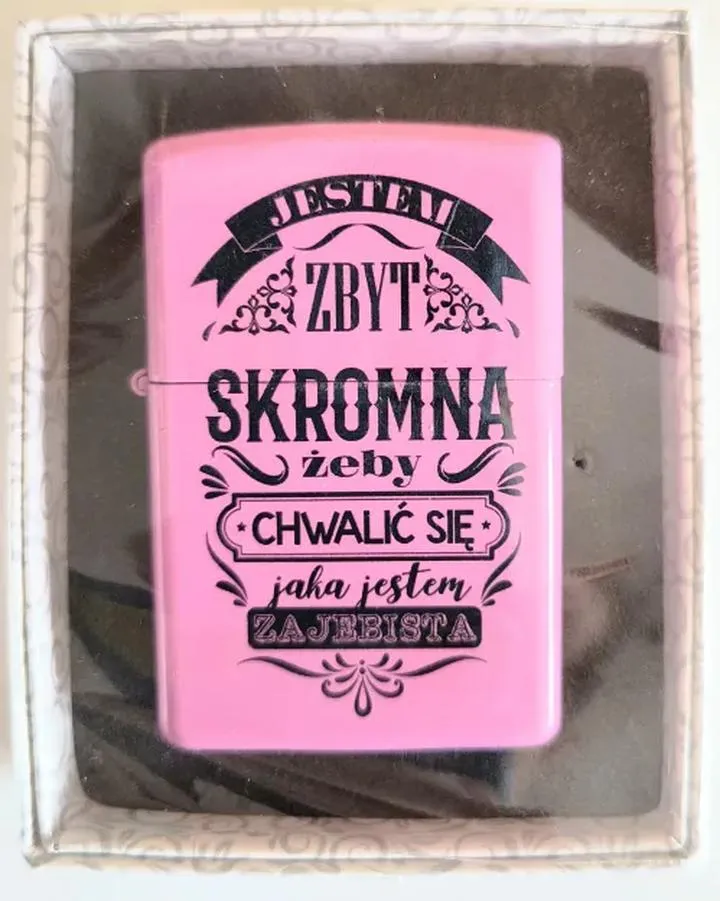 JESTEM
ZBYT
SKROMNA
żeby
CHWALIĆ SIĘ
jaka jestem
ZAJEBISTA